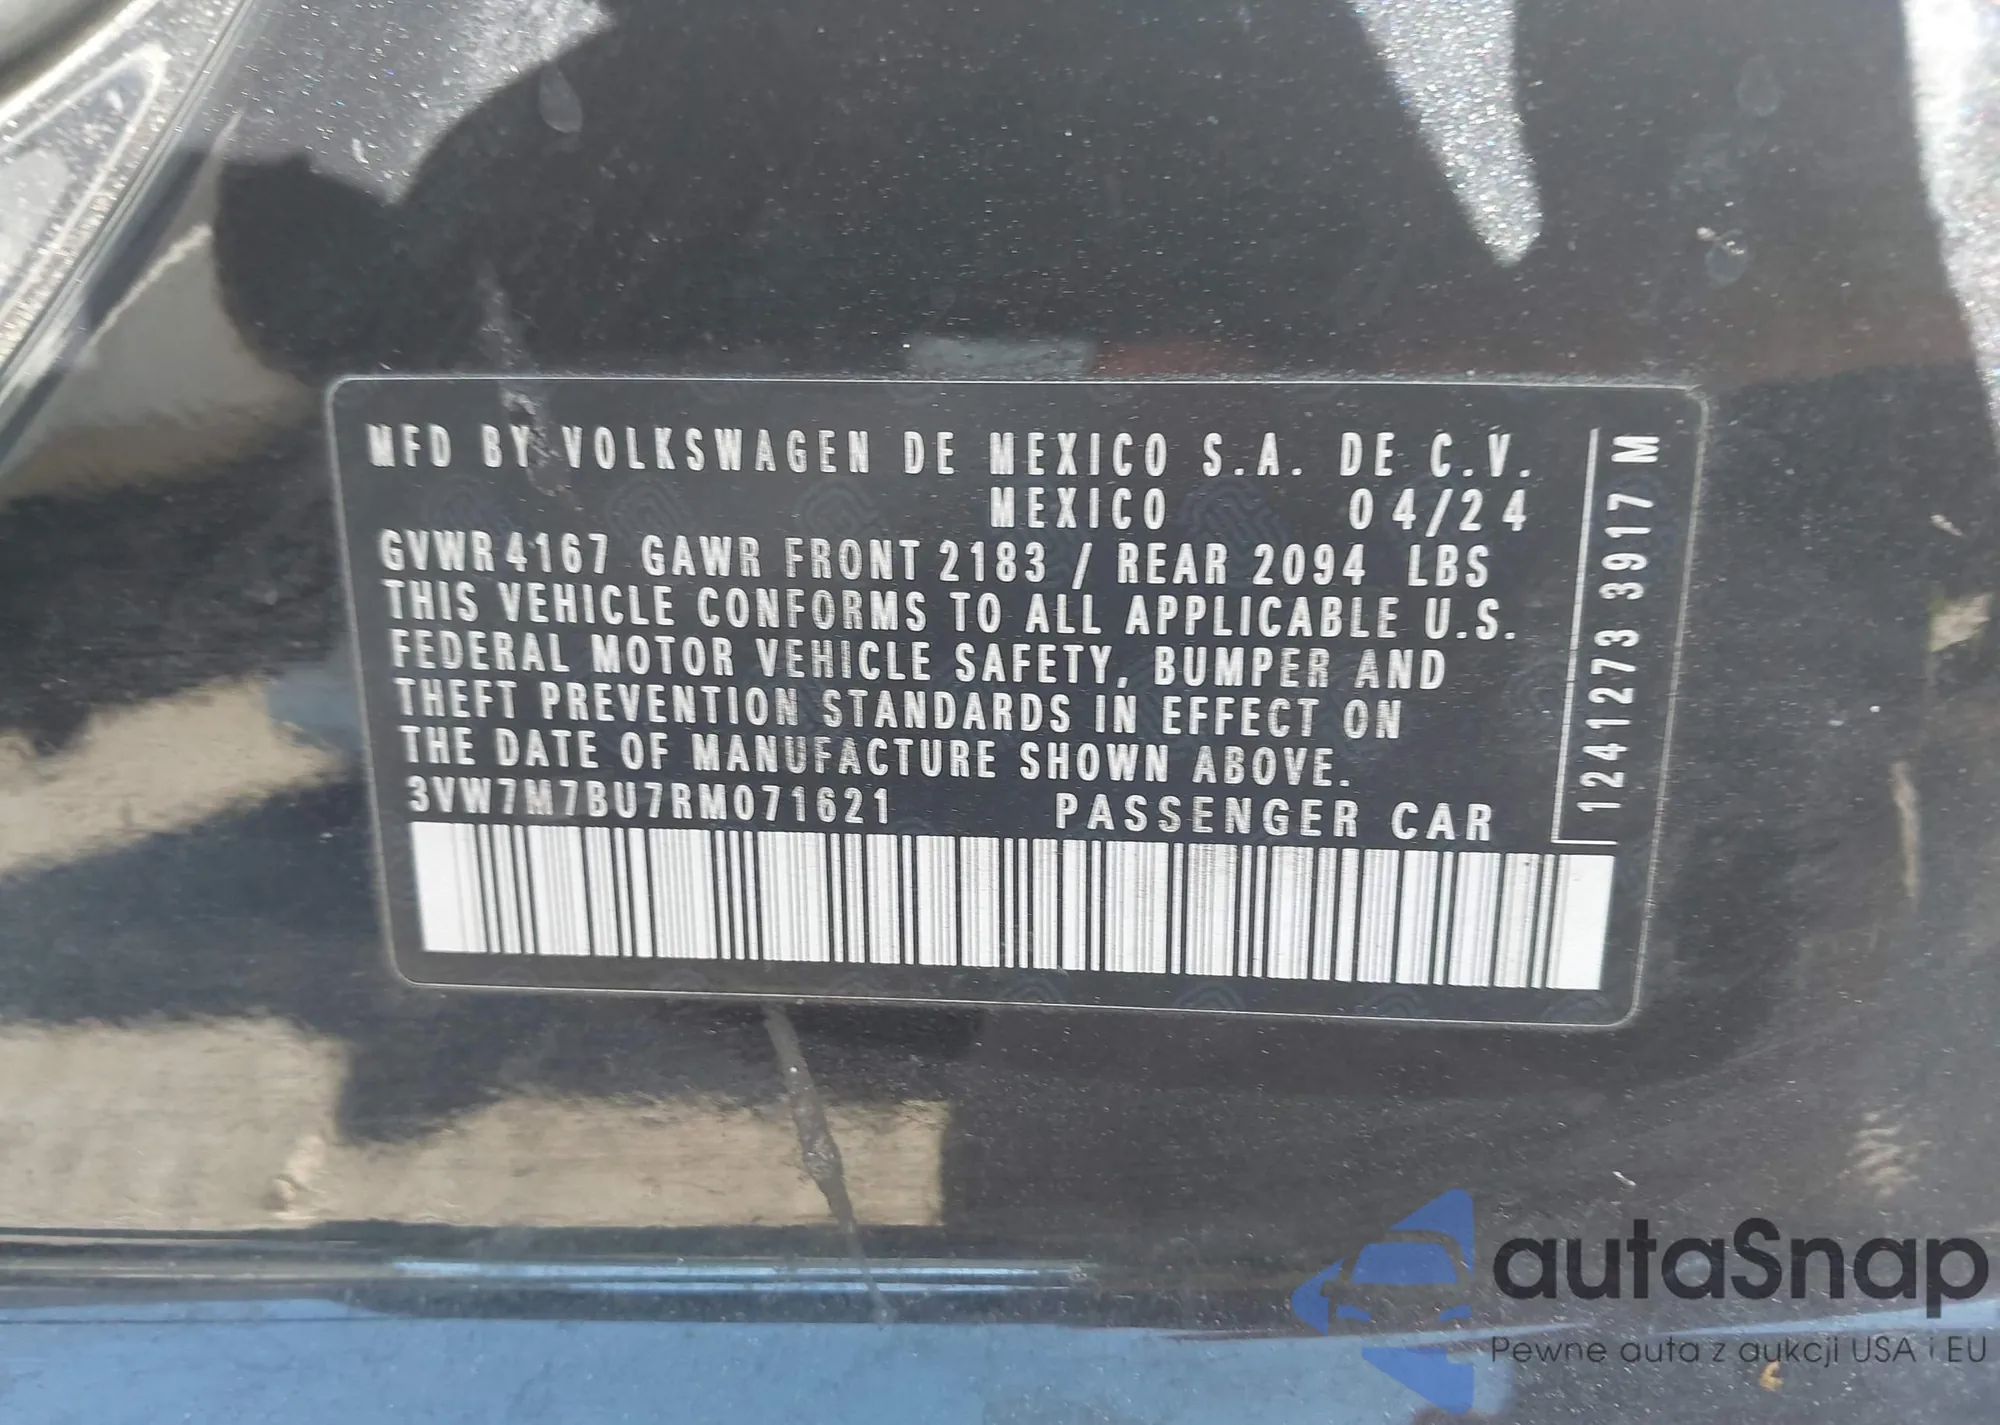 MFD BY VOLKSWAGEN DE MEXICO S.A. DE C.V.
MEXICO 04/24
GVWR 4167 GAWR FRONT 2183 / REAR 2094 LBS
THIS VEHICLE CONFORMS TO ALL APPLICABLE U.S.
FEDERAL MOTOR VEHICLE SAFETY, BUMPER AND
THEFT PREVENTION STANDARDS IN EFFECT ON
THE DATE OF MANUFACTURE SHOWN ABOVE.
3VW7M7BU7RM071621 PASSENGER CAR
1241273 3917 M
autaSnap
Pewne auta z aukcji USA i EU